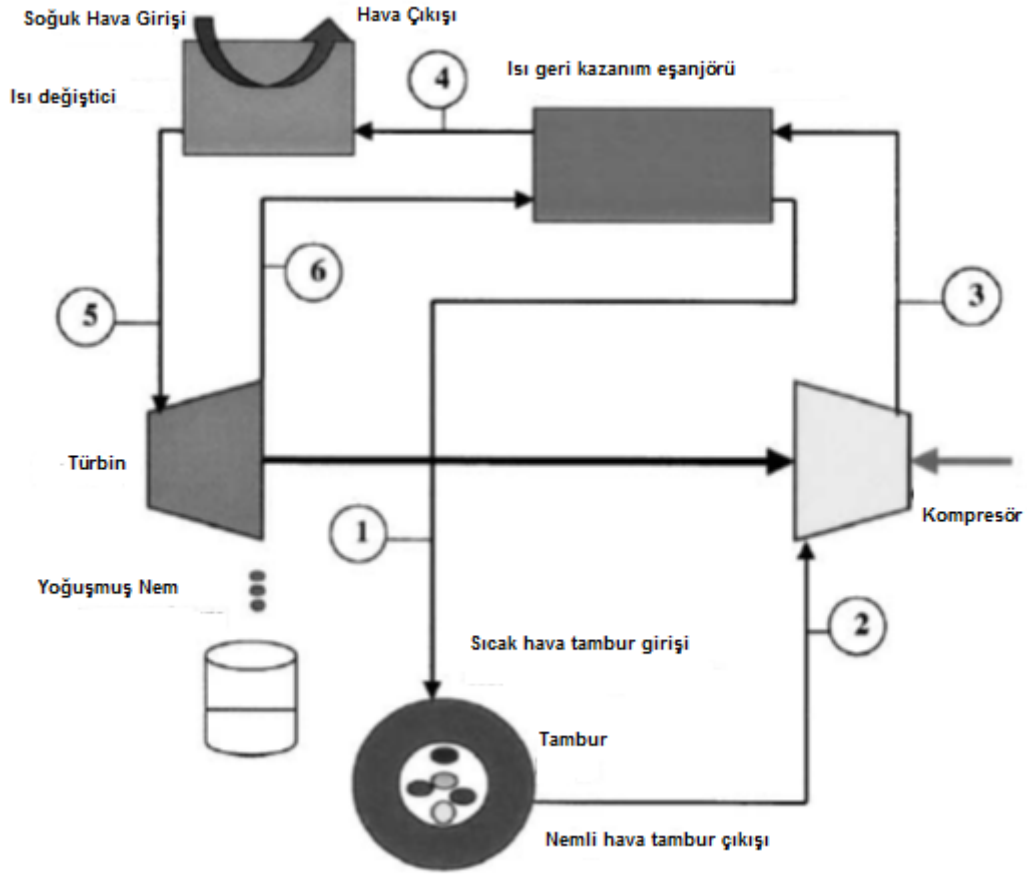 Soğuk Hava Girişi
Hava Çıkışı
Isı geri kazanım eşanjörü
4
Isı değiştici
6
3
5
Türbin
Kompresör
1
Yoğuşmuş Nem
2
Sıcak hava tambur girişi
Tambur
Nemli hava tambur çıkışı